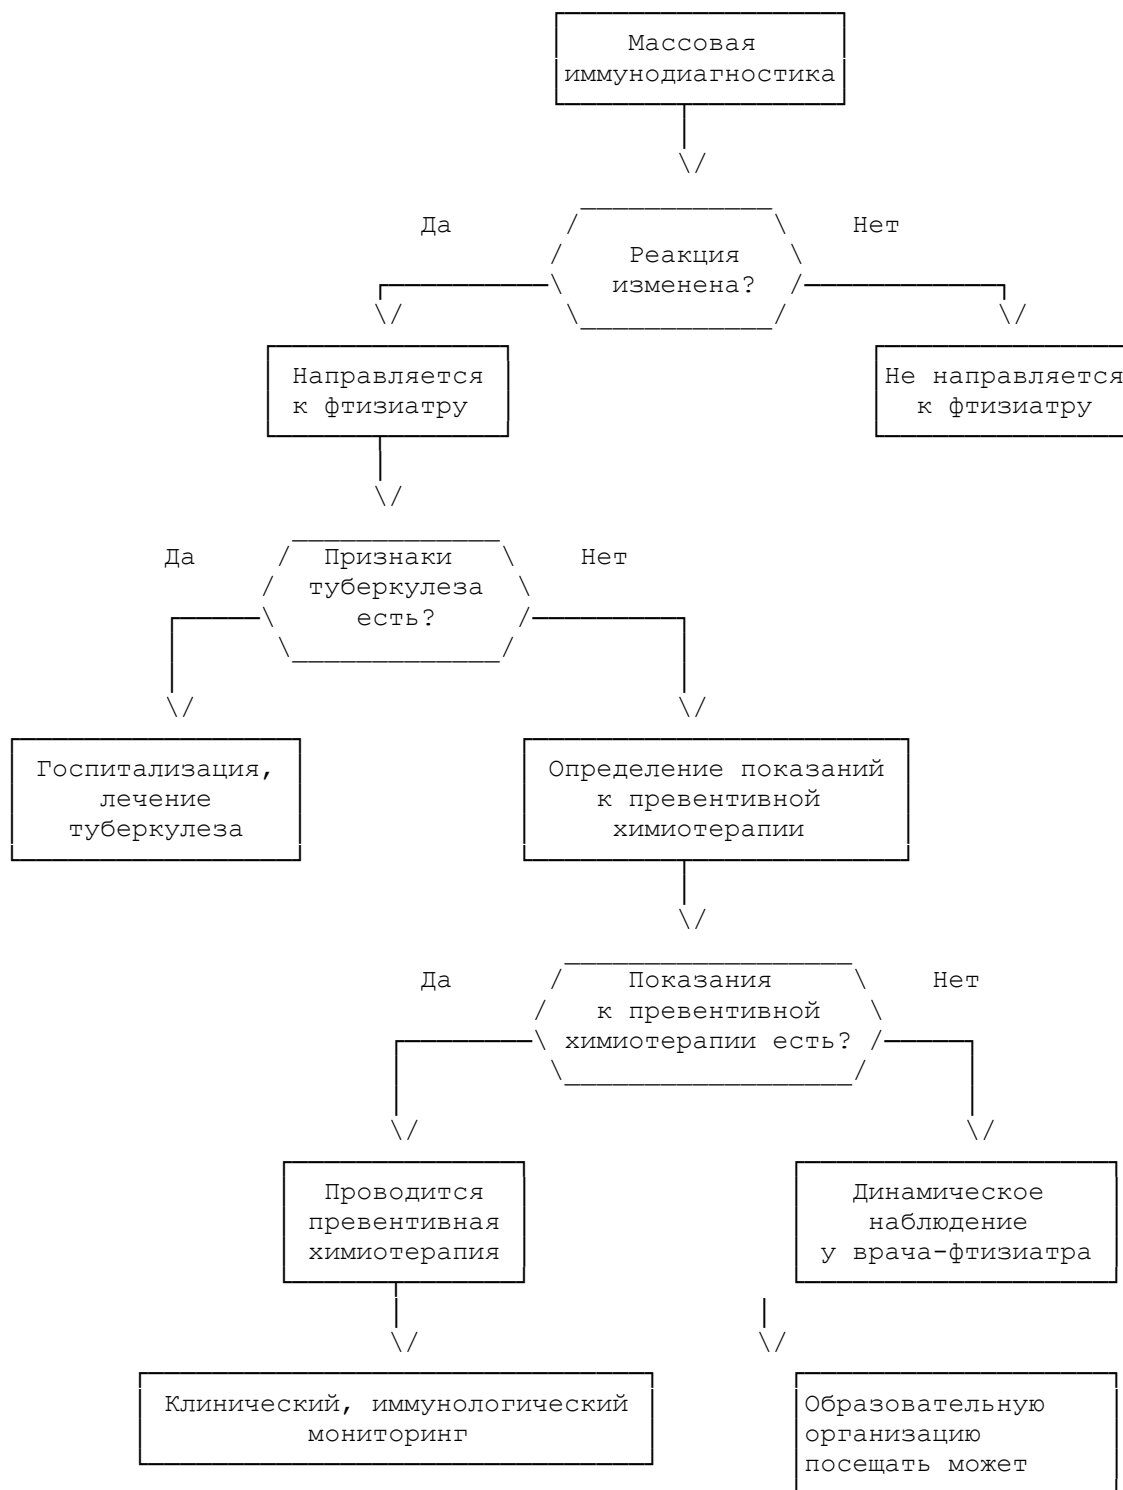 Массовая
иммунодиагностика
Да
Нет
Реакция
изменена?
Направляется
к фтизиатру
Не направляется
к фтизиатру
Да
Признаки
туберкулеза
есть?
Нет
Госпитализация,
лечение
туберкулеза
Определение показаний
к превентивной
химиотерапии
Да
Показания
к превентивной
химиотерапии есть?
Нет
Проводится
превентивная
химиотерапия
Динамическое
наблюдение
у врача-фтизиатра
Клинический, иммунологический
мониторинг
Образовательную
организацию
посещать может